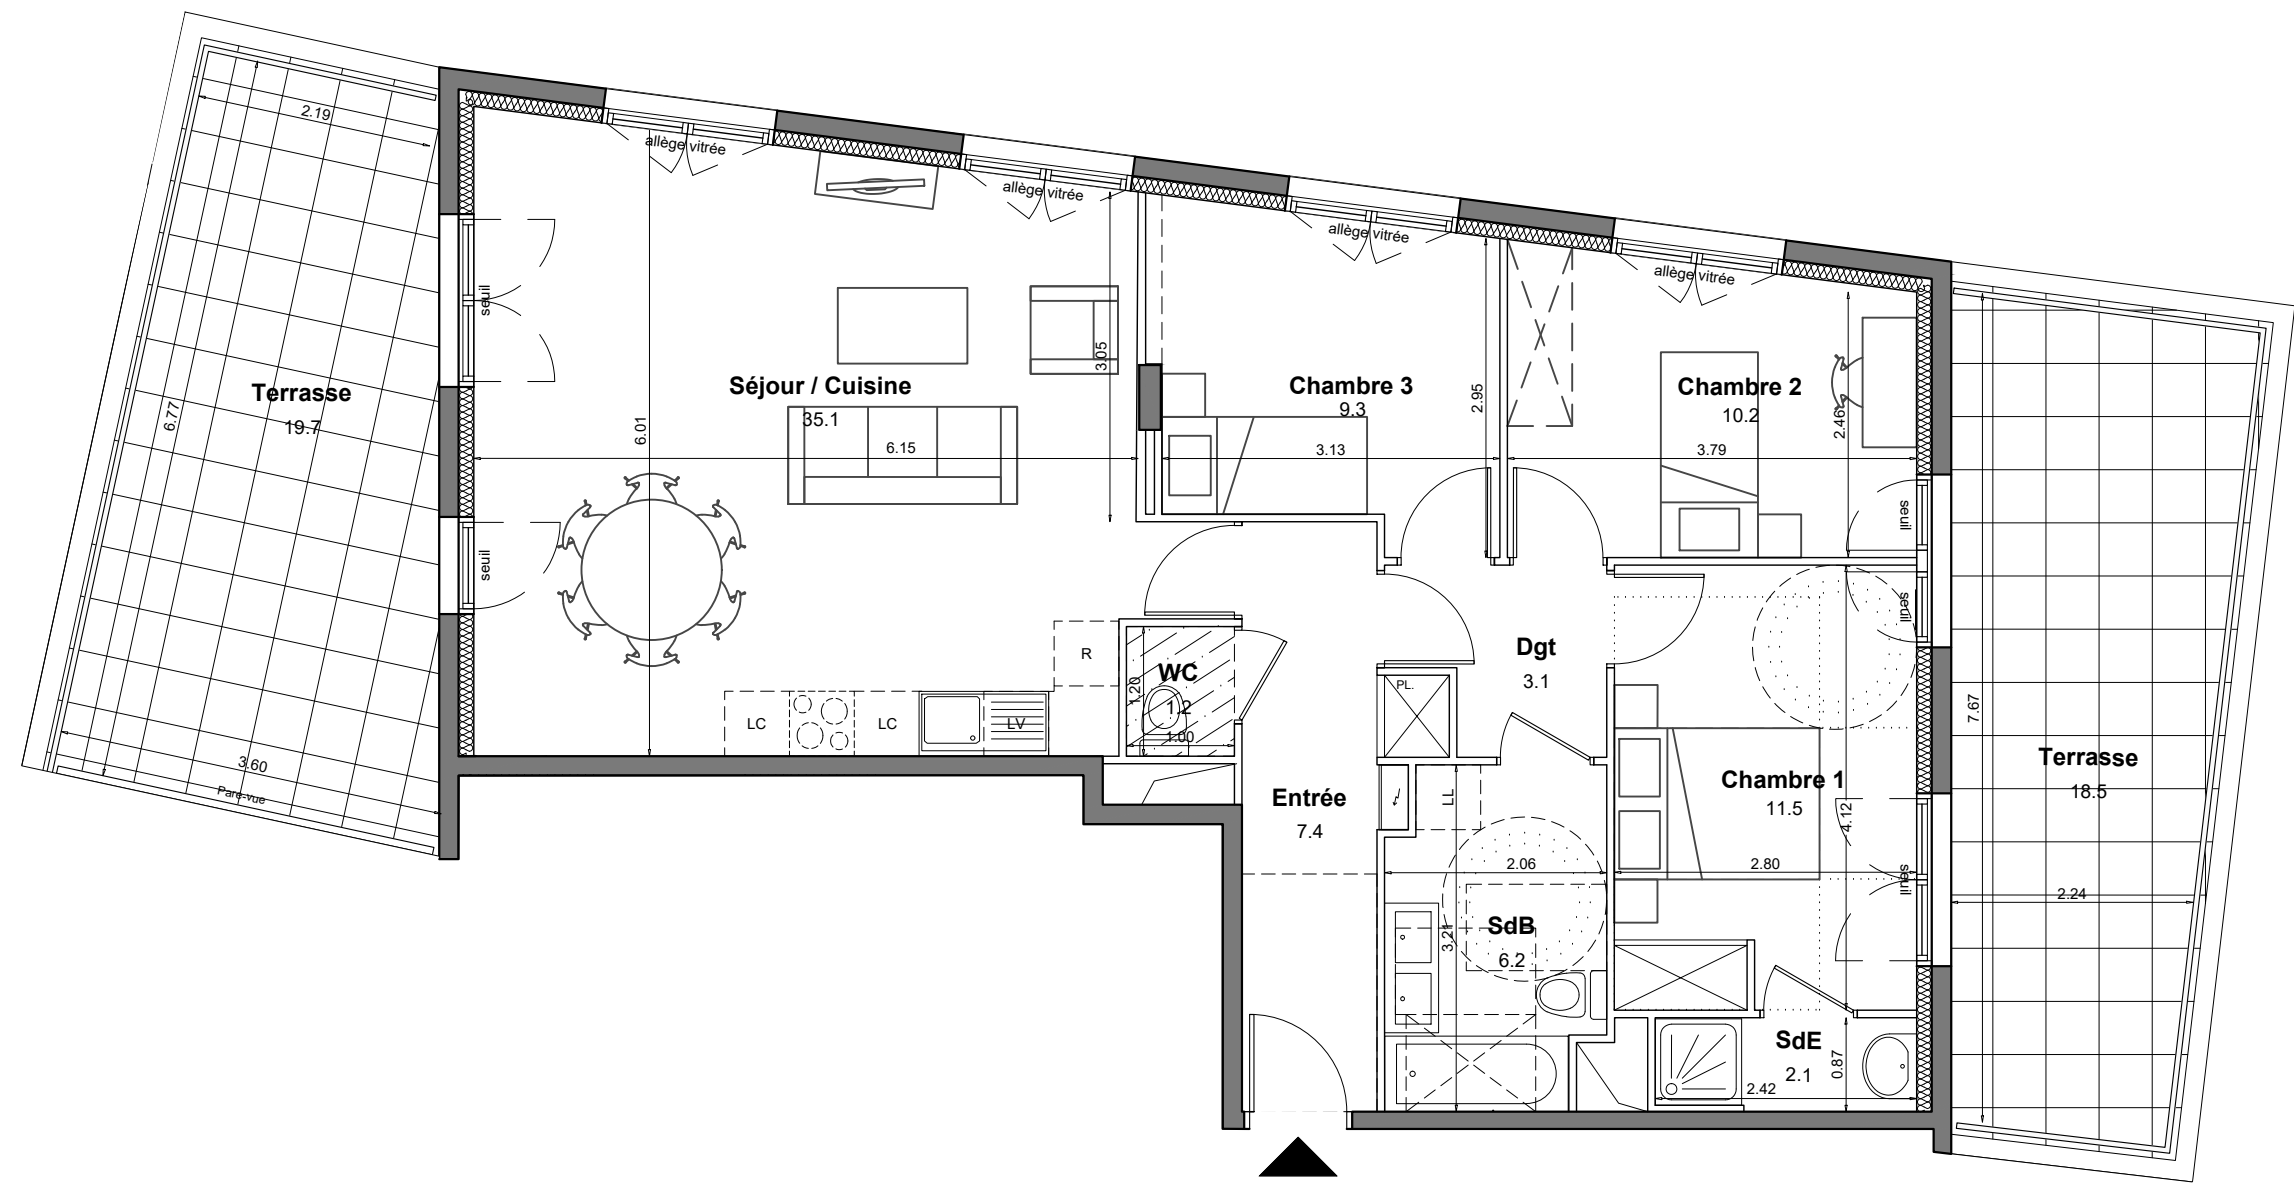 2.19
allège vitrée
allège vitrée
allège vitrée
allège vitrée
seuil
Terrasse
19.7
6.77
3.60
Pare-vue
6.01
Séjour / Cuisine
35.1
6.15
3.05
seuil
Chambre 3
9.3
3.13
2.95
Chambre 2
10.2
3.79
2.46
seuil
seuil
R
WC
1.2
1.20
1.00
LC
LC
LV
Dgt
3.1
PL.
Entrée
7.4
LL
2.06
SdB
6.2
3.21
Chambre 1
11.5
2.80
4.12
seuil
SdE
2.1
2.42
0.87
7.67
Terrasse
18.5
2.24